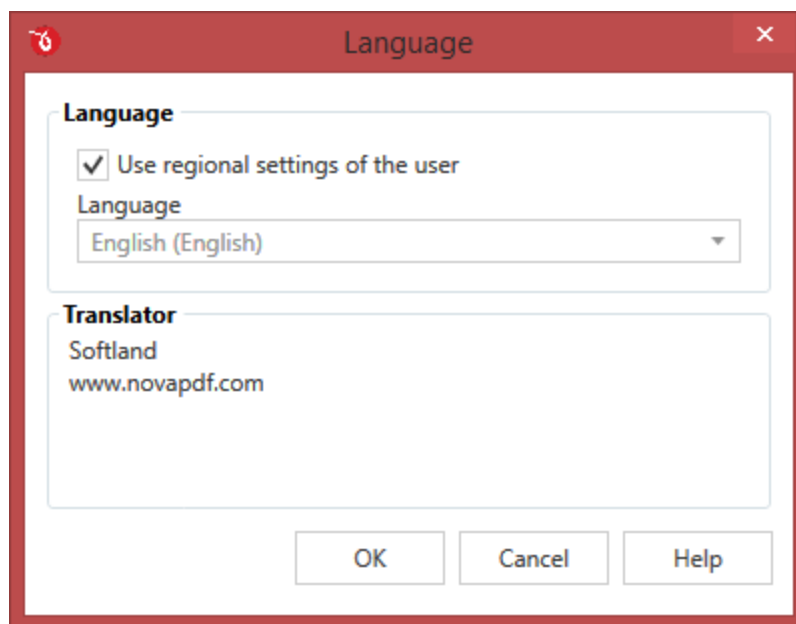 Language
Language
Use regional settings of the user
Language
English (English)
Translator
Softland
www.novapdf.com
OK
Cancel
Help